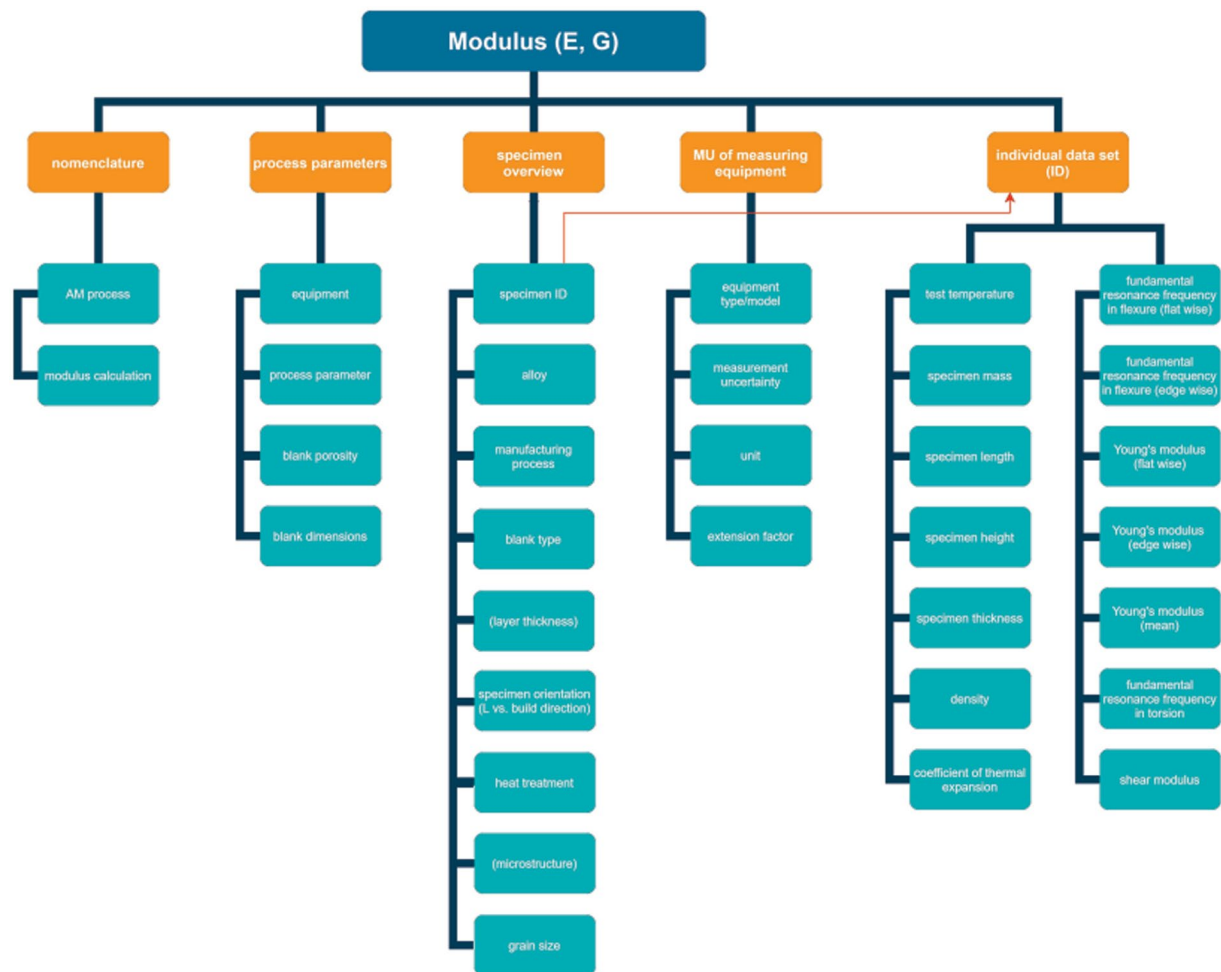 Modulus (E, G)
nomenclature
process parameters
specimen
overview
MU of measuring
equipment
individual data set
(ID)
AM process
modulus calculation
equipment
process parameter
blank porosity
blank dimensions
specimen ID
alloy
manufacturing
process
blank type
(layer thickness)
specimen orientation
(L vs. build direction)
heat treatment
(microstructure)
grain size
equipment
type/model
measurement
uncertainty
unit
extension factor
test temperature
specimen mass
specimen length
specimen height
specimen thickness
density
coefficient of thermal
expansion
fundamental
resonance frequency
in flexure (flat wise)
fundamental
resonance frequency
in flexure (edge wise)
Young's modulus
(flat wise)
Young's modulus
(edge wise)
Young's modulus
(mean)
fundamental
resonance frequency
in torsion
shear modulus